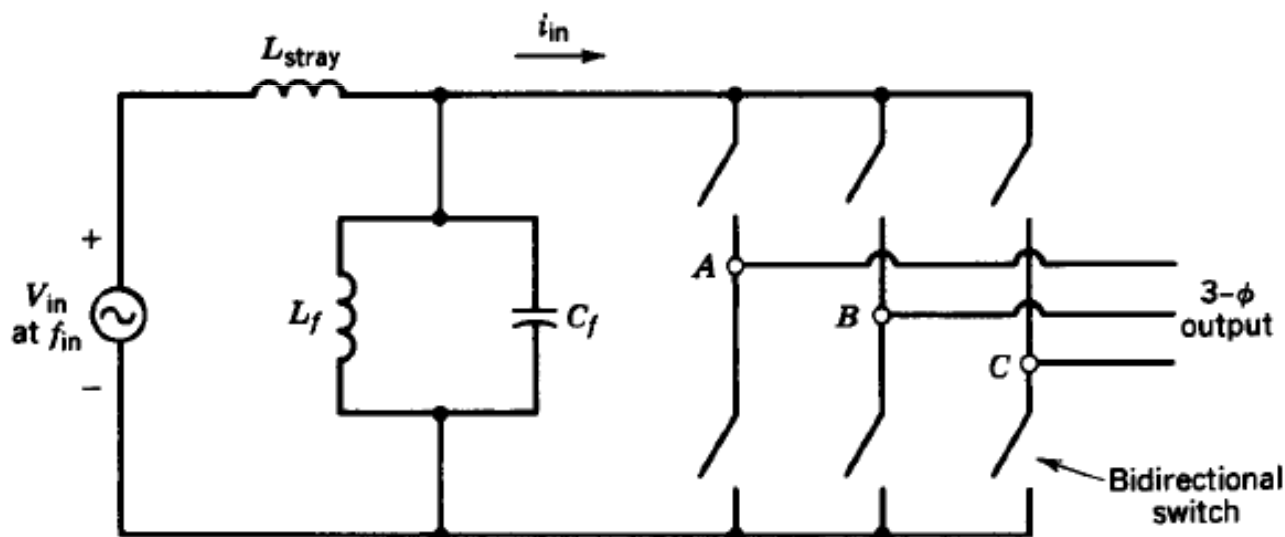 L_stray
i_in
+
V_in
at f_in
−
L_f
C_f
A
B
C
3-ϕ
output
Bidirectional
switch